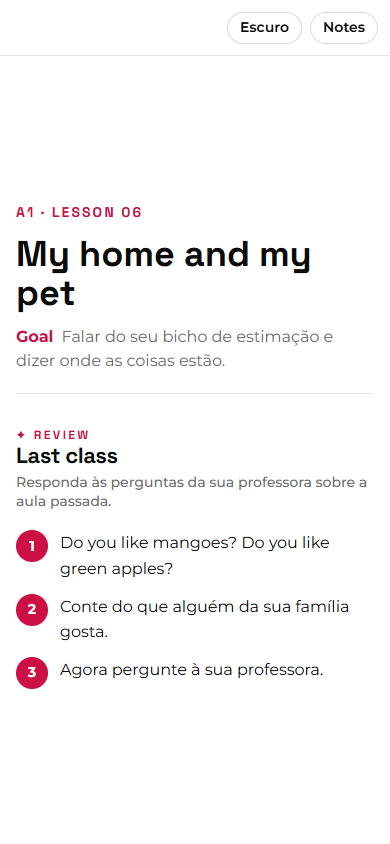 Escuro
Notes
A1 · LESSON 06
My home and my
pet
Goal Falar do seu bicho de estimação e
dizer onde as coisas estão.
✦ REVIEW
Last class
Responda às perguntas da sua professora sobre a
aula passada.
1 Do you like mangoes? Do you like
green apples?
2 Conte do que alguém da sua família
gosta.
3 Agora pergunte à sua professora.